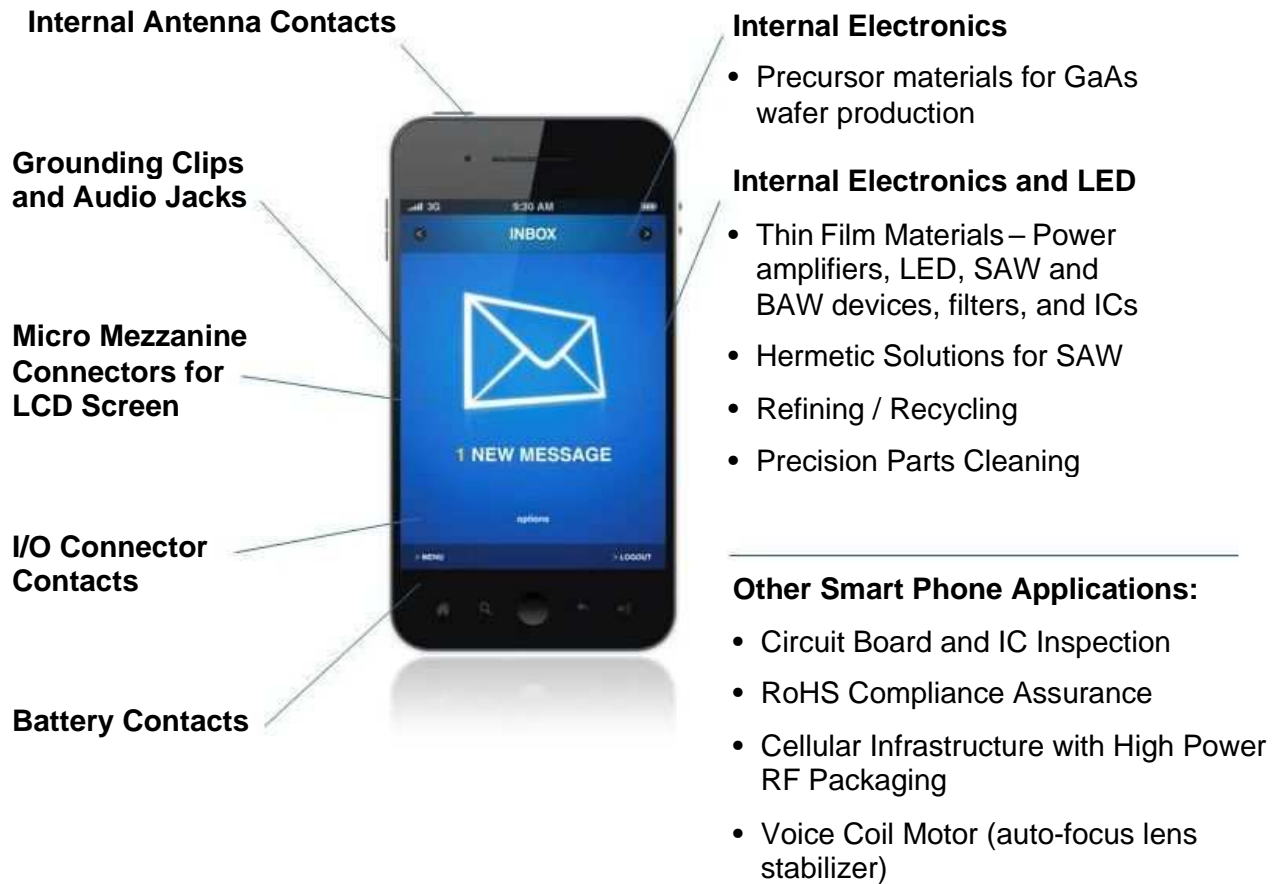 Internal Antenna Contacts
Grounding Clips
and Audio Jacks
Micro Mezzanine
Connectors for
LCD Screen
I/O Connector
Contacts
Battery Contacts
3G
9:30 AM
INBOX
1 NEW MESSAGE
options
> MENU
> LOGOUT
Internal Electronics
• Precursor materials for GaAs
wafer production
Internal Electronics and LED
• Thin Film Materials – Power
amplifiers, LED, SAW and
BAW devices, filters, and ICs
• Hermetic Solutions for SAW
• Refining / Recycling
• Precision Parts Cleaning
Other Smart Phone Applications:
• Circuit Board and IC Inspection
• RoHS Compliance Assurance
• Cellular Infrastructure with High Power
RF Packaging
• Voice Coil Motor (auto-focus lens
stabilizer)